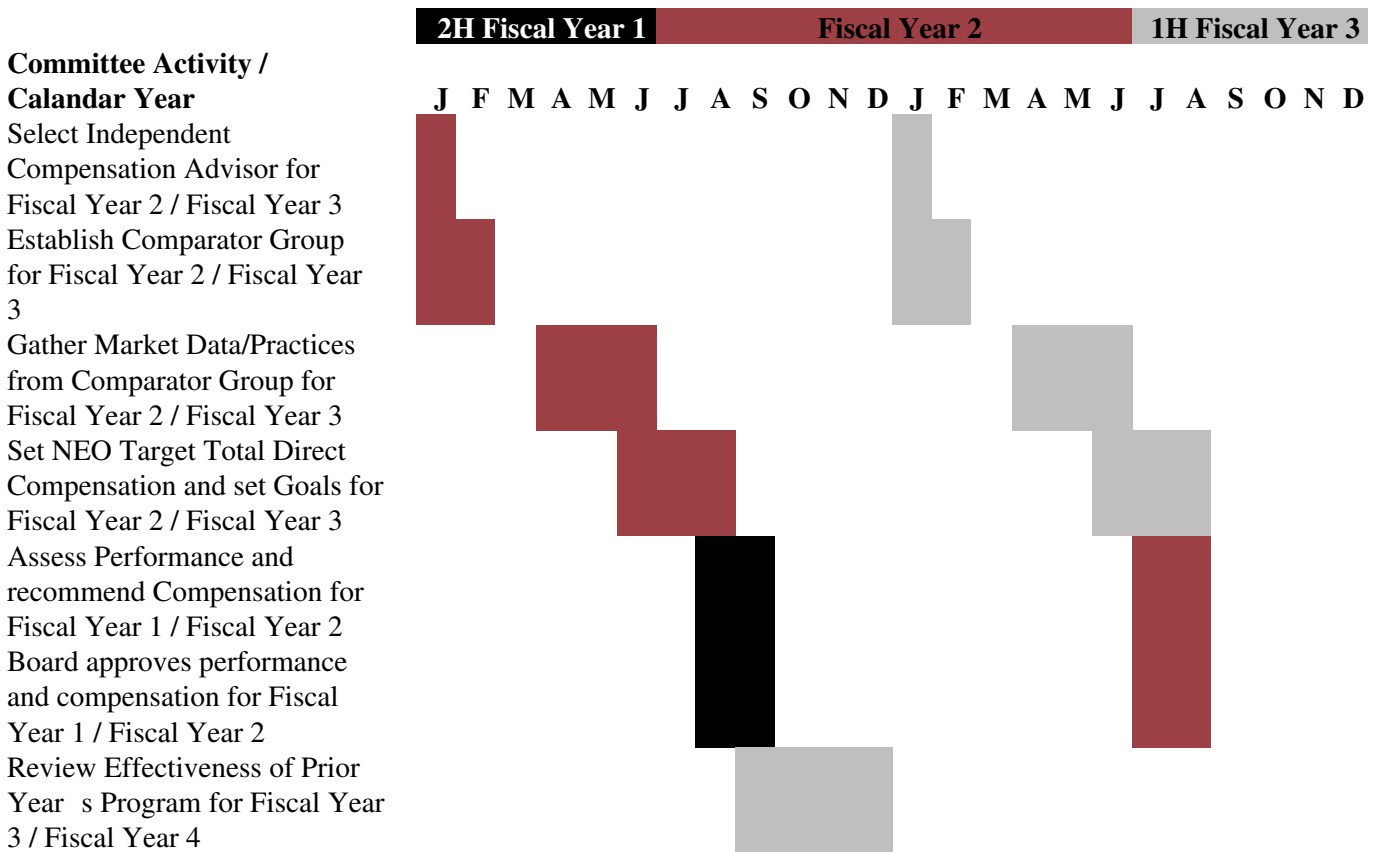 2H Fiscal Year 1 Fiscal Year 2 1H Fiscal Year 3
Committee Activity /
Calandar Year J F M A M J J A S O N D J F M A M J J A S O N D
Select Independent
Compensation Advisor for
Fiscal Year 2 / Fiscal Year 3
Establish Comparator Group
for Fiscal Year 2 / Fiscal Year
3
Gather Market Data/Practices
from Comparator Group for
Fiscal Year 2 / Fiscal Year 3
Set NEO Target Total Direct
Compensation and set Goals for
Fiscal Year 2 / Fiscal Year 3
Assess Performance and
recommend Compensation for
Fiscal Year 1 / Fiscal Year 2
Board approves performance
and compensation for Fiscal
Year 1 / Fiscal Year 2
Review Effectiveness of Prior
Year s Program for Fiscal Year
3 / Fiscal Year 4